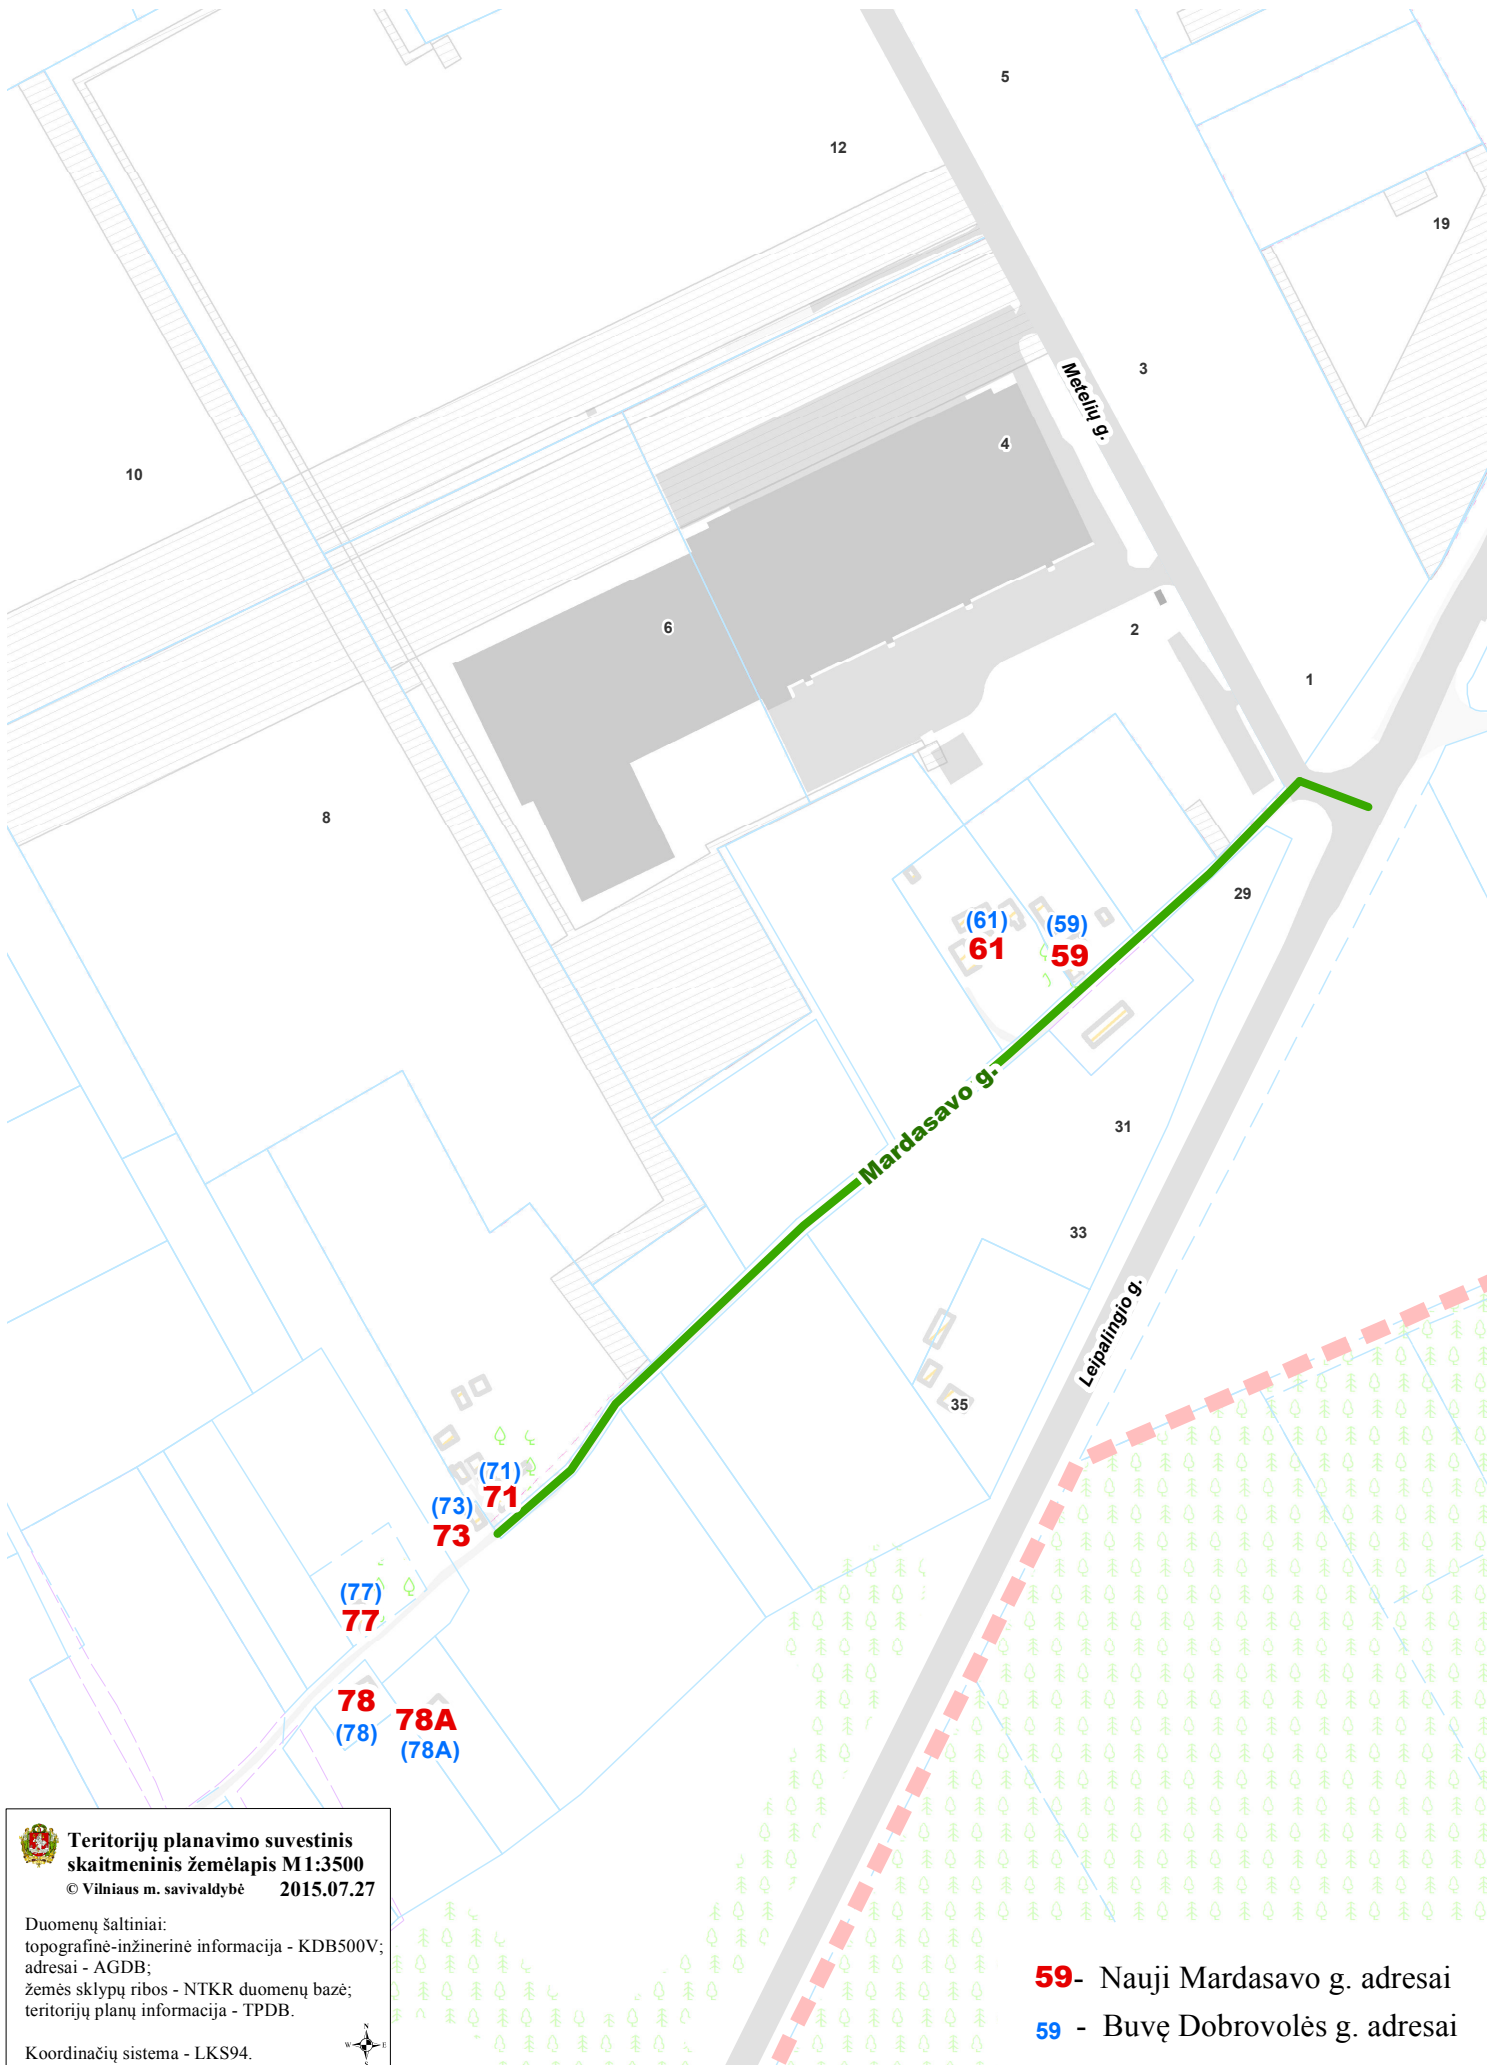 5
12
19
3
Metelių g.
4
10
6
2
1
8
29
(61)
61
(59)
59
Mardasavo g.
31
33
Leipalingio g.
35
(71)
71
(73)
73
(77)
77
78
(78)
78A
(78A)
Teritorijų planavimo suvestinis
skaitmeninis žemėlapis M 1:3500
© Vilniaus m. savivaldybė 2015.07.27
Duomenų šaltiniai:
topografinė-inžinerinė informacija - KDB500V;
adresai - AGDB;
žemės sklypų ribos - NTKR duomenų bazė;
teritorijų planų informacija - TPDB.
N
W E
S
Koordinačių sistema - LKS94.
59- Nauji Mardasavo g. adresai
59 - Buvę Dobrovolės g. adresai